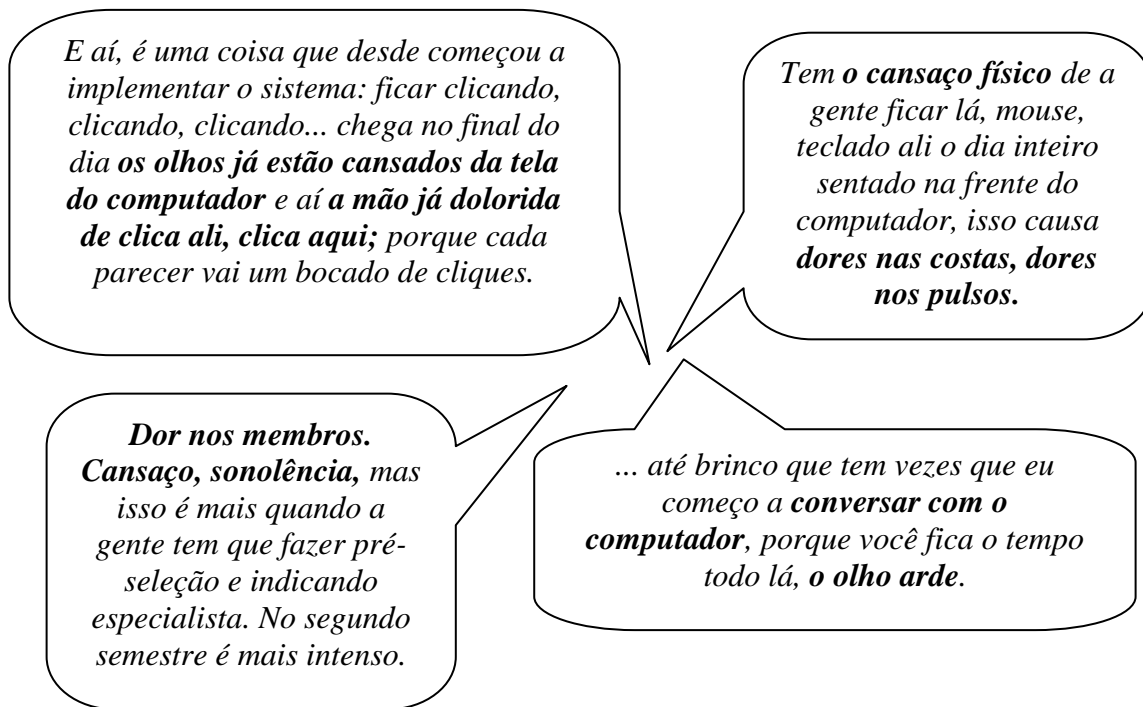 E aí, é uma coisa que desde começou a
implementar o sistema: ficar clicando,
clicando, clicando... chega no final do
dia os olhos já estão cansados da tela
do computador e aí a mão já dolorida
de clica ali, clica aqui; porque cada
parecer vai um bocado de cliques.
Tem o cansaço físico de a
gente ficar lá, mouse,
teclado ali o dia inteiro
sentado na frente do
computador, isso causa
dores nas costas, dores
nos pulsos.
Dor nos membros.
Cansaço, sonolência, mas
isso é mais quando a
gente tem que fazer pré-
seleção e indicando
especialista. No segundo
semestre é mais intenso.
... até brinco que tem vezes que eu
começo a conversar com o
computador, porque você fica o tempo
todo lá, o olho arde.